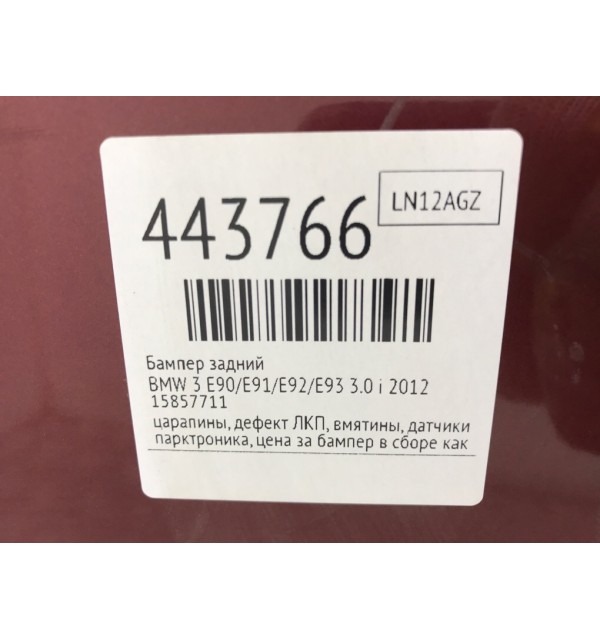 LN12AGZ
443766
Бампер задний
BMW 3 E90/E91/E92/E93 3.0 i 2012
15857711
царапины, дефект ЛКП, вмятины, датчики
парктроника, цена за бампер в сборе как